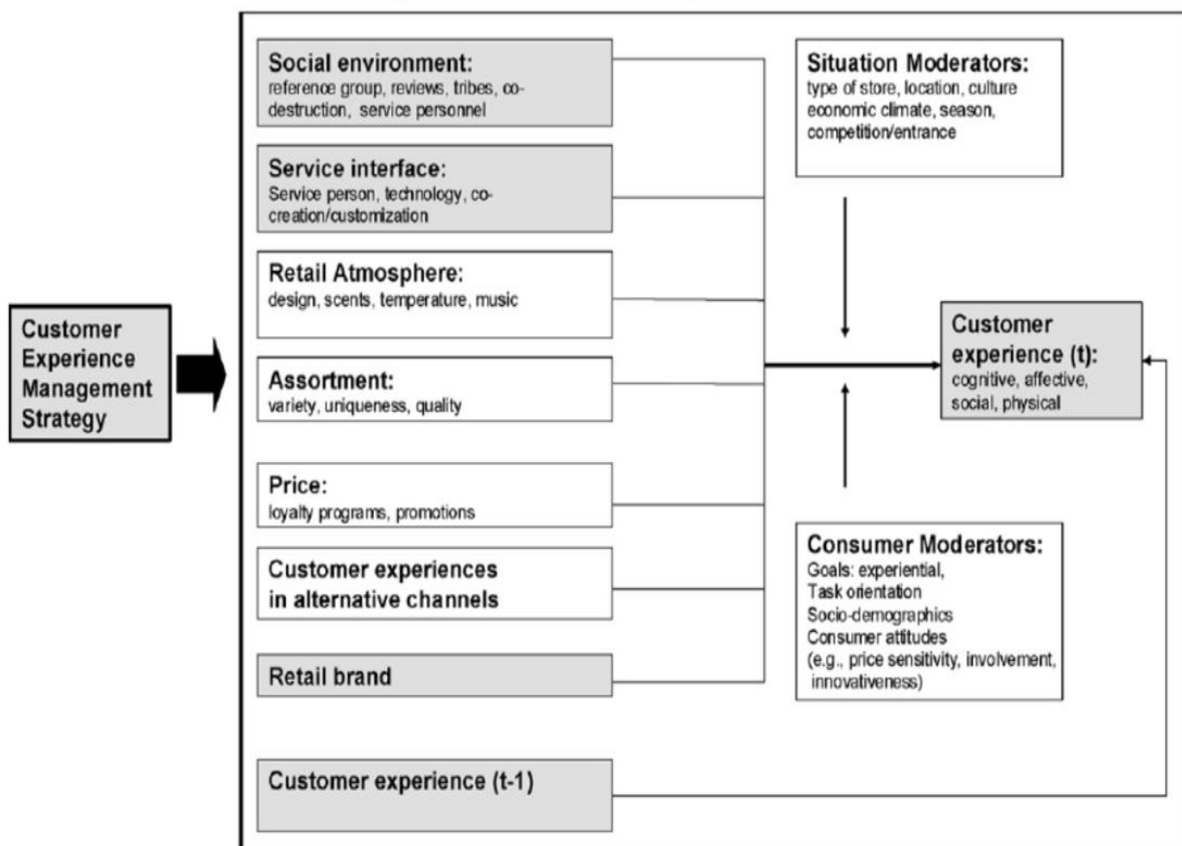 Customer
Experience
Management
Strategy
Social environment:
reference group, reviews, tribes, co-
destruction, service personnel
Service interface:
Service person, technology, co-
creation/customization
Retail Atmosphere:
design, scents, temperature, music
Assortment:
variety, uniqueness, quality
Price:
loyalty programs, promotions
Customer experiences
in alternative channels
Retail brand
Customer experience (t-1)
Situation Moderators:
type of store, location, culture
economic climate, season,
competition/entrance
Consumer Moderators:
Goals: experiential,
Task orientation
Socio-demographics
Consumer attitudes
(e.g., price sensitivity, involvement,
innovativeness)
Customer
experience (t):
cognitive, affective,
social, physical